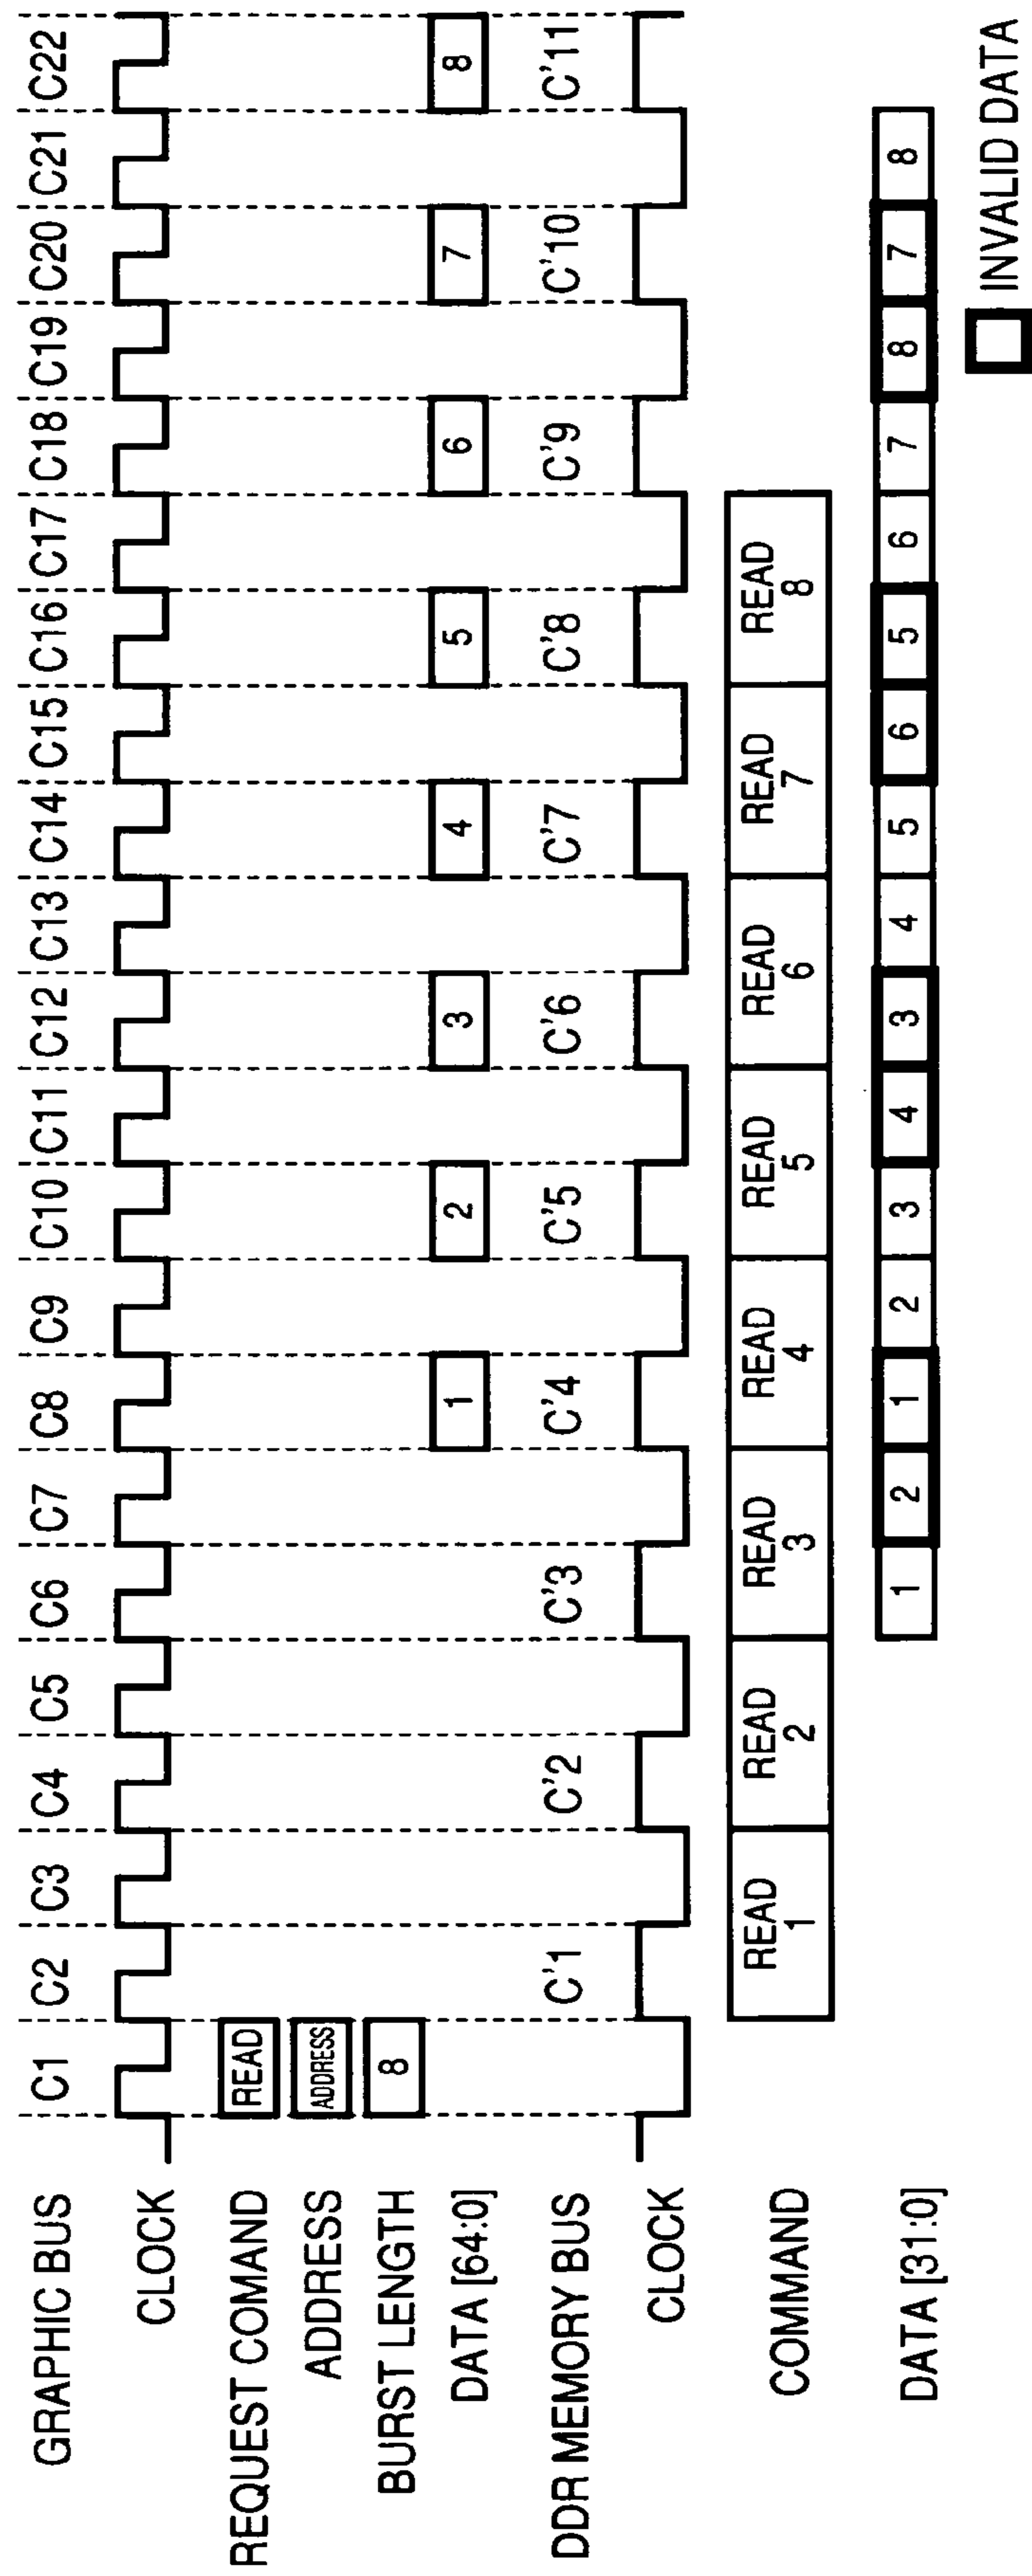 GRAPHIC BUS C1 C2 C3 C4 C5 C6 C7 C8 C9 C10 C11 C12 C13 C14 C15 C16 C17 C18 C19 C20 C21 C22
CLOCK
REQUEST COMAND READ
ADDRESS ADDRESS
BURST LENGTH 8
DATA [64:0] 1 2 3 4 5 6 7 8
DDR MEMORY BUS C'1 C'2 C'3 C'4 C'5 C'6 C'7 C'8 C'9 C'10 C'11
CLOCK
COMMAND READ 1 READ 2 READ 3 READ 4 READ 5 READ 6 READ 7 READ 8
DATA [31:0] 1 2 1 2 3 4 3 4 5 6 5 6 7 8 7 8
INVALID DATA